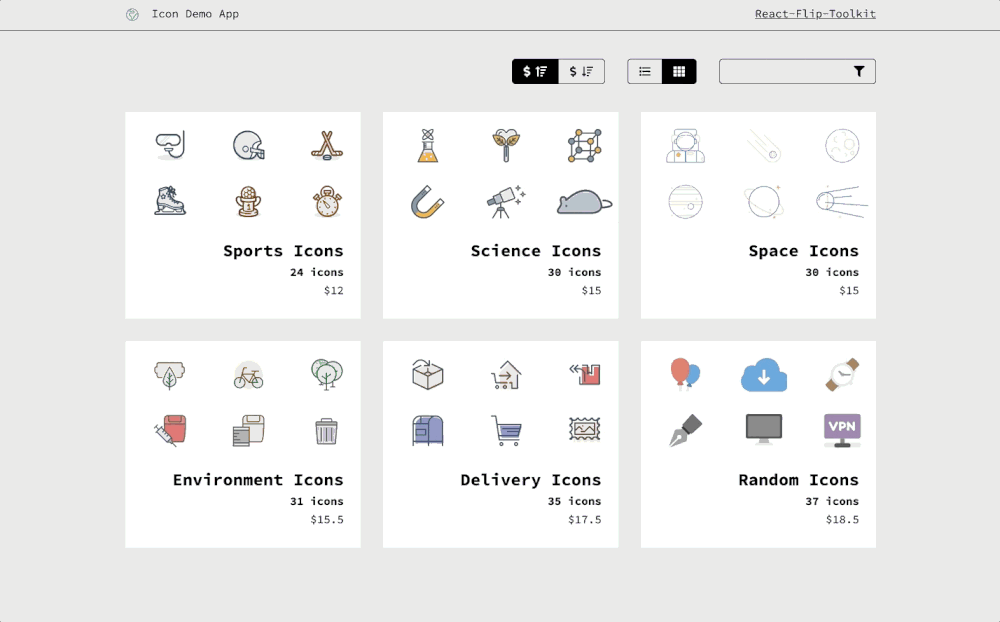 Icon Demo App
React-Flip-Toolkit
$
$
Sports Icons
24 icons
$12
Science Icons
30 icons
$15
Space Icons
30 icons
$15
Environment Icons
31 icons
$15.5
Delivery Icons
35 icons
$17.5
VPN
Random Icons
37 icons
$18.5